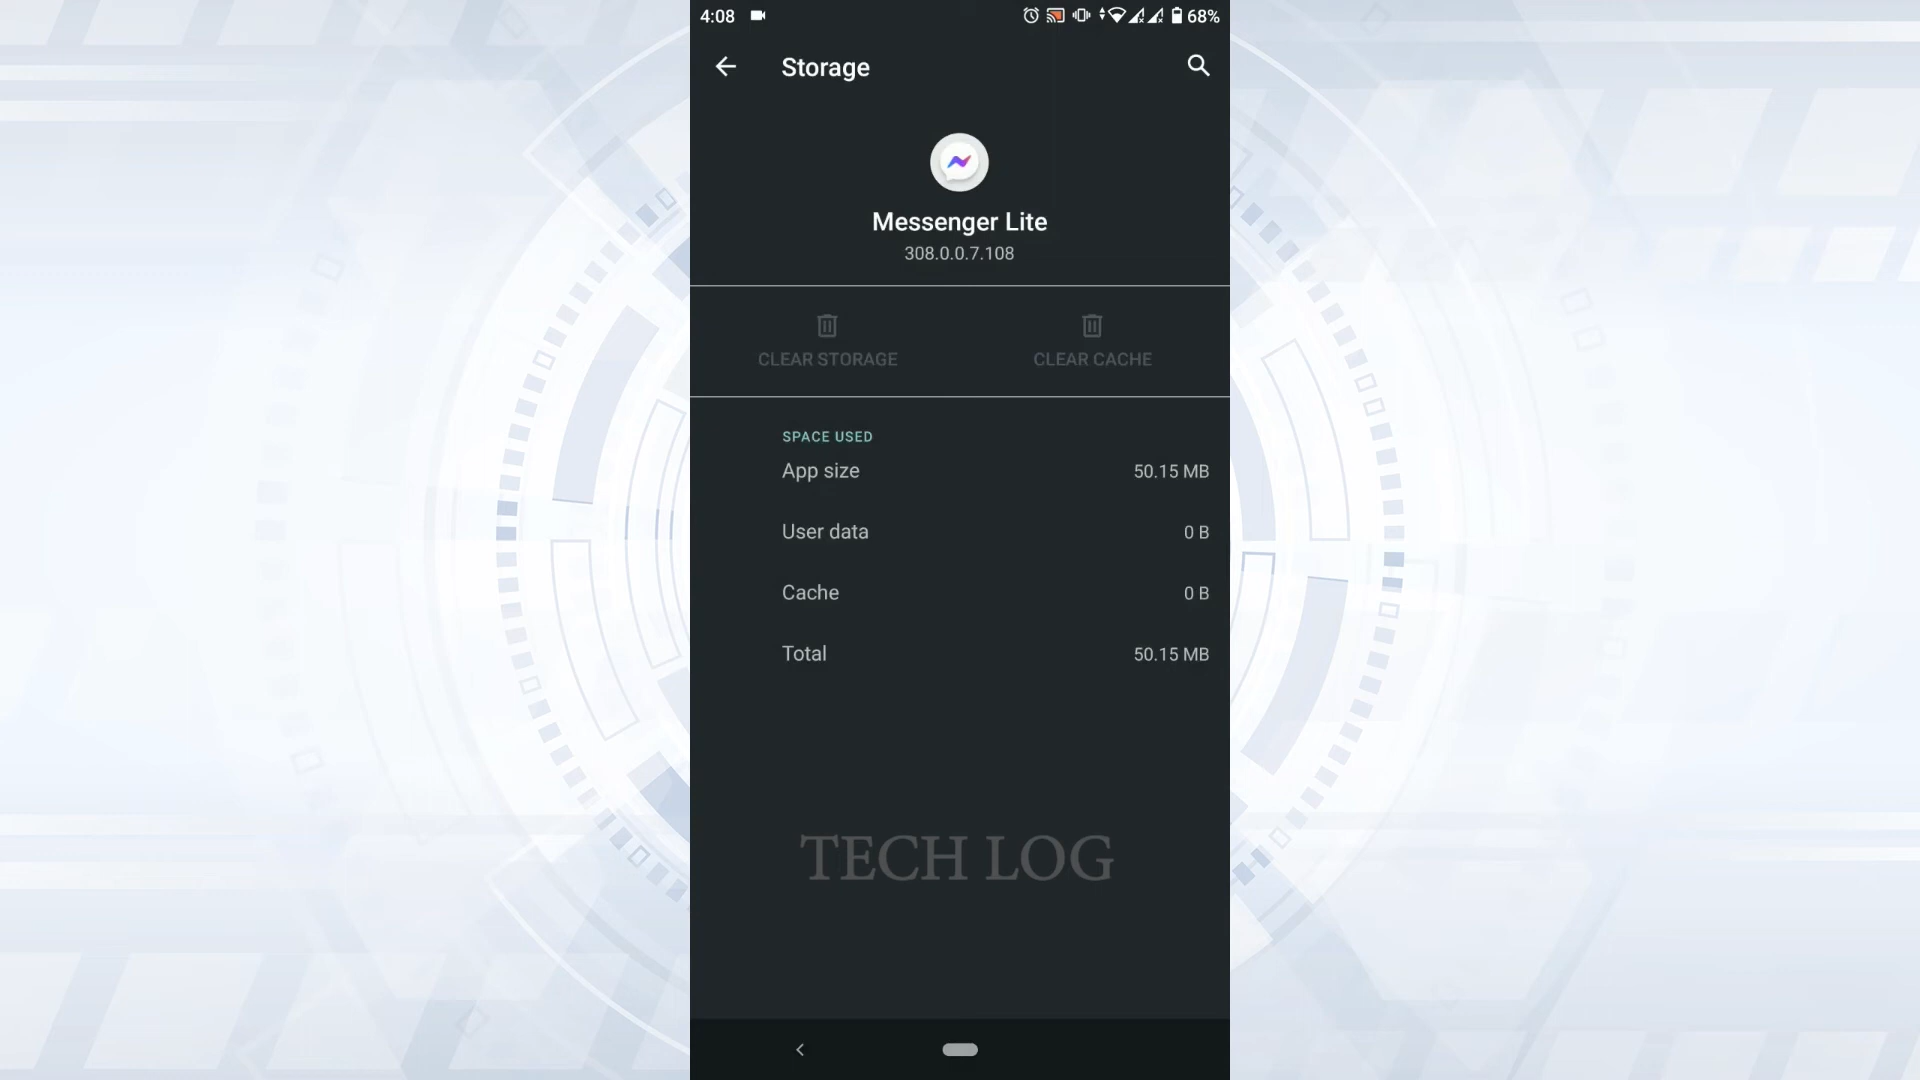 4:08
68%
Storage
Messenger Lite
308.0.0.7.108
CLEAR STORAGE
CLEAR CACHE
SPACE USED
App size 50.15 MB
User data 0 B
Cache 0 B
Total 50.15 MB
TECH LOG